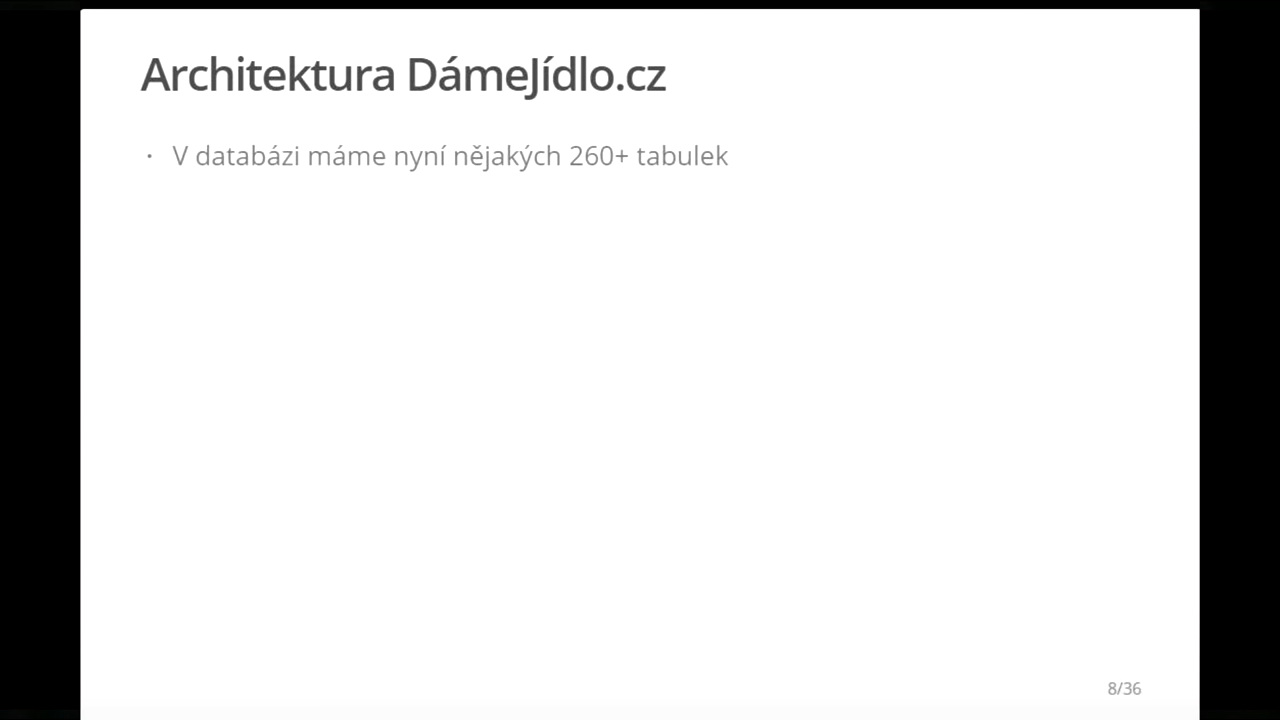 Architektura DámeJídlo.cz
· V databázi máme nyní nějakých 260+ tabulek
8/36